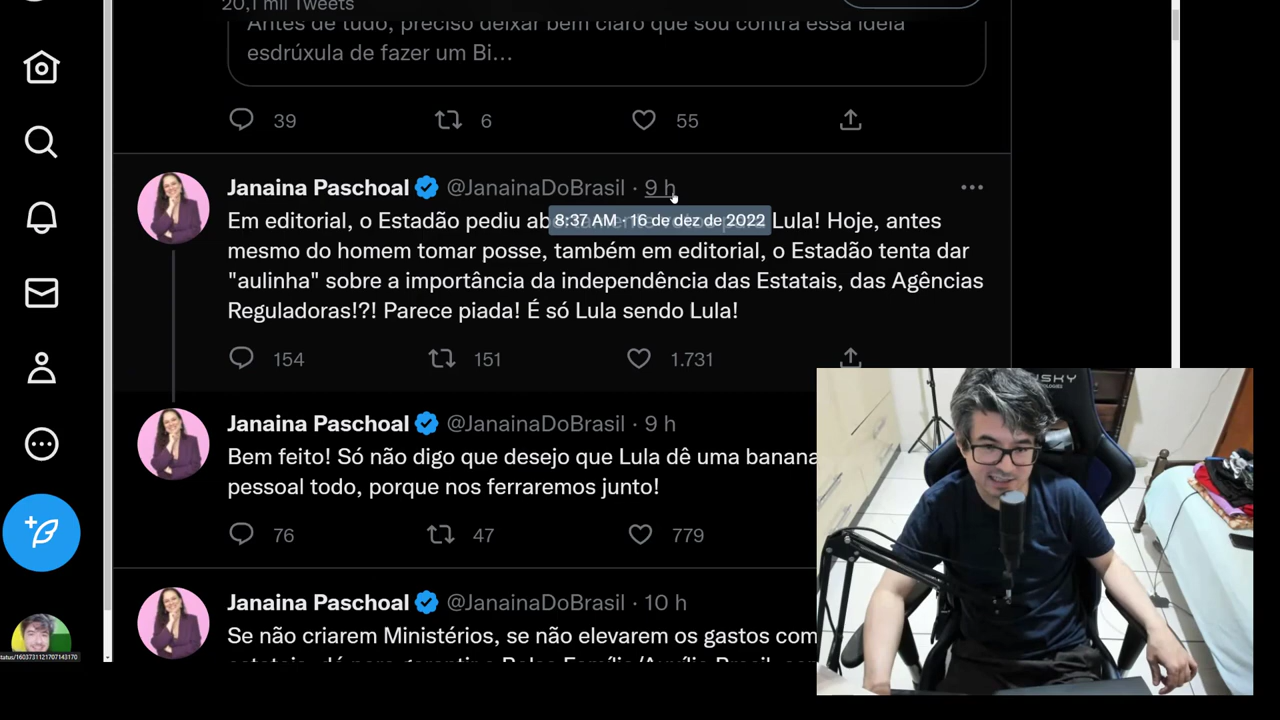 20,1 mil Tweets
Antes de tudo, preciso deixar bem claro que sou contra essa ideia
esdrúxula de fazer um Bi...
39 6 55
Janaina Paschoal @JanainaDoBrasil · 9 h
Em editorial, o Estadão pediu Lula! Hoje, antes
8:37 AM · 16 de dez de 2022
mesmo do homem tomar posse, também em editorial, o Estadão tenta dar
"aulinha" sobre a importância da independência das Estatais, das Agências
Reguladoras!?! Parece piada! É só Lula sendo Lula!
154 151 1.731
Janaina Paschoal @JanainaDoBrasil · 9 h
Bem feito! Só não digo que desejo que Lula dê uma banana
pessoal todo, porque nos ferraremos junto!
76 47 779
Janaina Paschoal @JanainaDoBrasil · 10 h
Se não criarem Ministérios, se não elevarem os gastos com